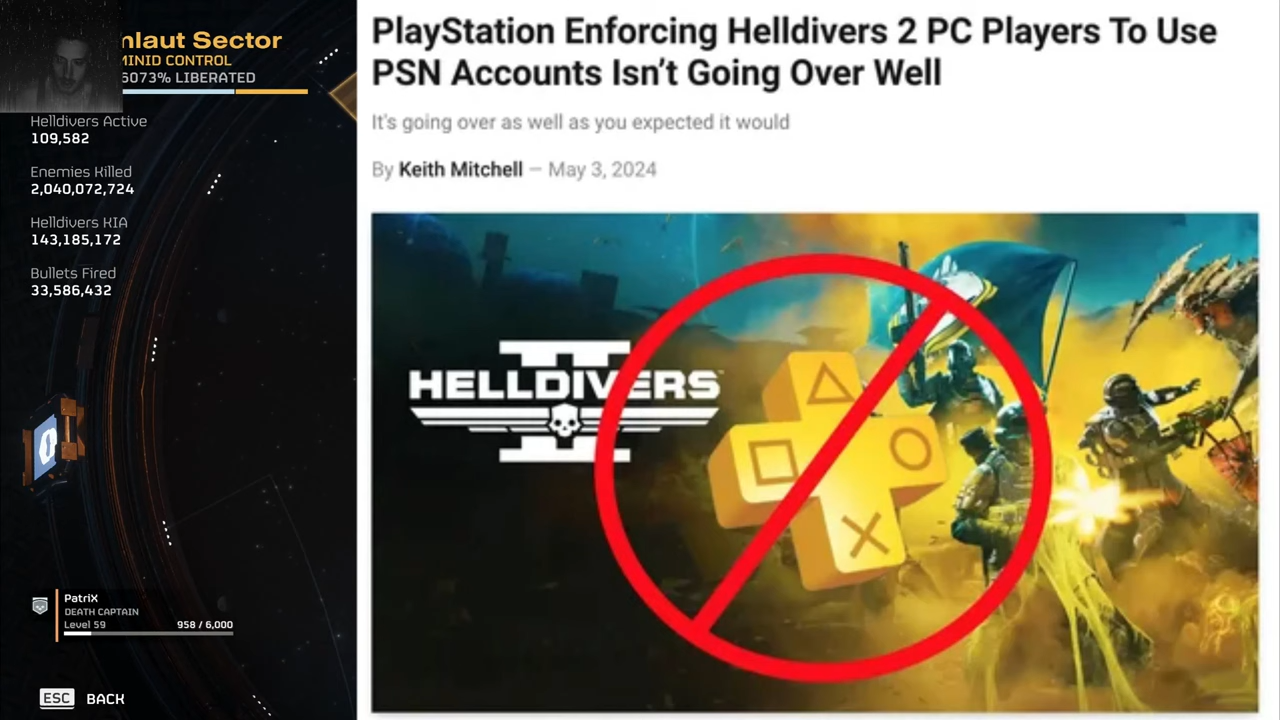 nlaut Sector
MINID CONTROL
6073% LIBERATED
Helldivers Active
109,582
Enemies Killed
2,040,072,724
Helldivers KIA
143,185,172
Bullets Fired
33,586,432
PatriX
DEATH CAPTAIN
Level 59 958 / 6,000
ESC BACK
PlayStation Enforcing Helldivers 2 PC Players To Use
PSN Accounts Isn’t Going Over Well
It's going over as well as you expected it would
By Keith Mitchell — May 3, 2024
II
HELLDIVERS™